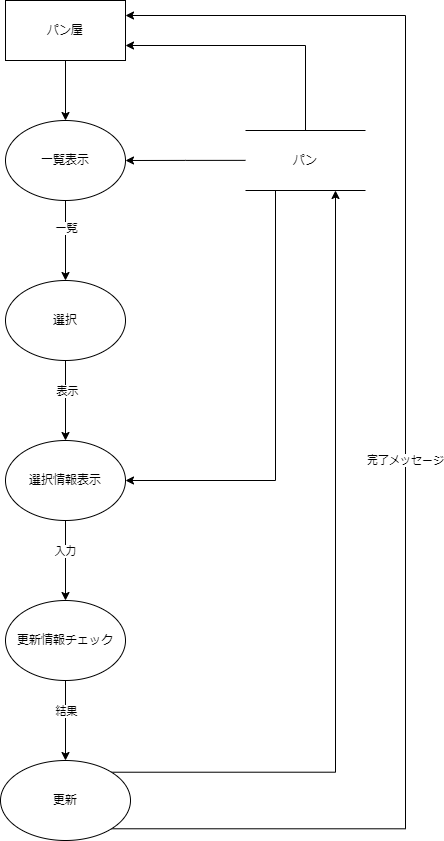 パン屋
一覧表示
パン
一覧
選択
表示
完了メッセージ
選択情報表示
入力
更新情報チェック
結果
更新